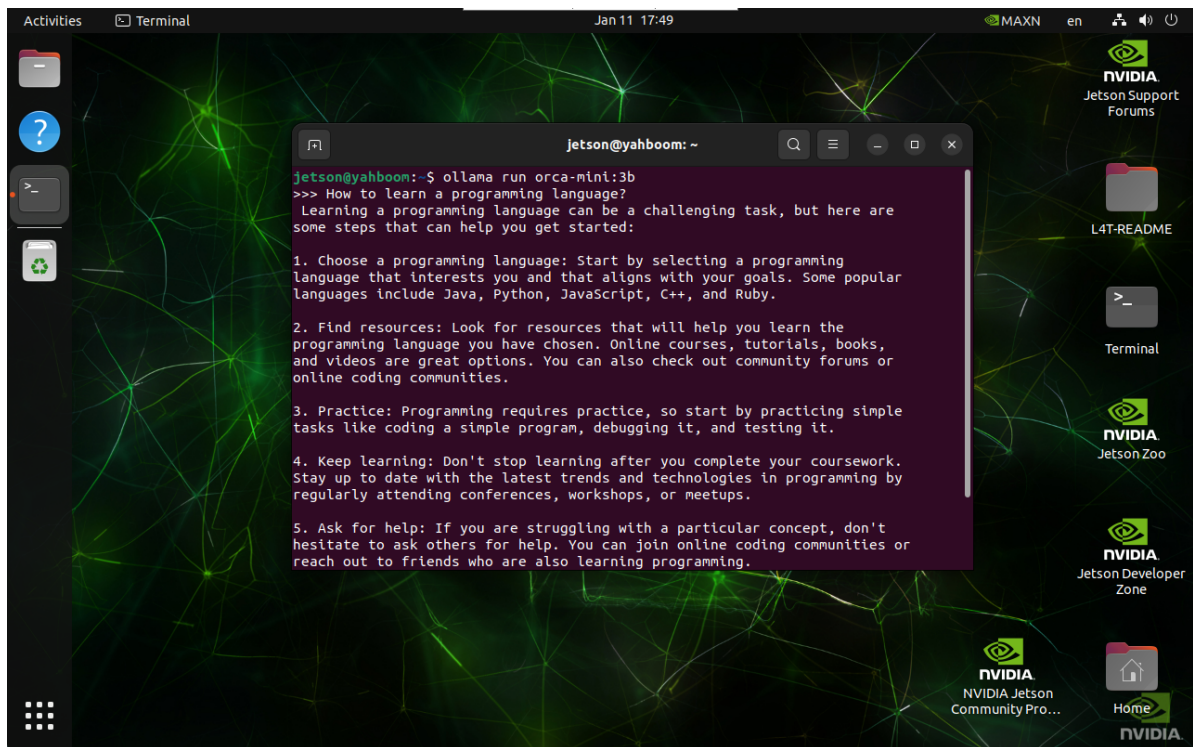 Activities
Terminal
Jan 11 17:49
MAXN
en
NVIDIA.
Jetson Support
Forums
jetson@yahboom: ~
jetson@yahboom:~$ ollama run orca-mini:3b
>>> How to learn a programming language?
Learning a programming language can be a challenging task, but here are
some steps that can help you get started:
1. Choose a programming language: Start by selecting a programming
language that interests you and that aligns with your goals. Some popular
languages include Java, Python, JavaScript, C++, and Ruby.
2. Find resources: Look for resources that will help you learn the
programming language you have chosen. Online courses, tutorials, books,
and videos are great options. You can also check out community forums or
online coding communities.
3. Practice: Programming requires practice, so start by practicing simple
tasks like coding a simple program, debugging it, and testing it.
4. Keep learning: Don't stop learning after you complete your coursework.
Stay up to date with the latest trends and technologies in programming by
regularly attending conferences, workshops, or meetups.
5. Ask for help: If you are struggling with a particular concept, don't
hesitate to ask others for help. You can join online coding communities or
reach out to friends who are also learning programming.
L4T-README
Terminal
NVIDIA.
Jetson Zoo
NVIDIA.
Jetson Developer
Zone
NVIDIA.
NVIDIA Jetson
Community Pro...
Home
NVIDIA.